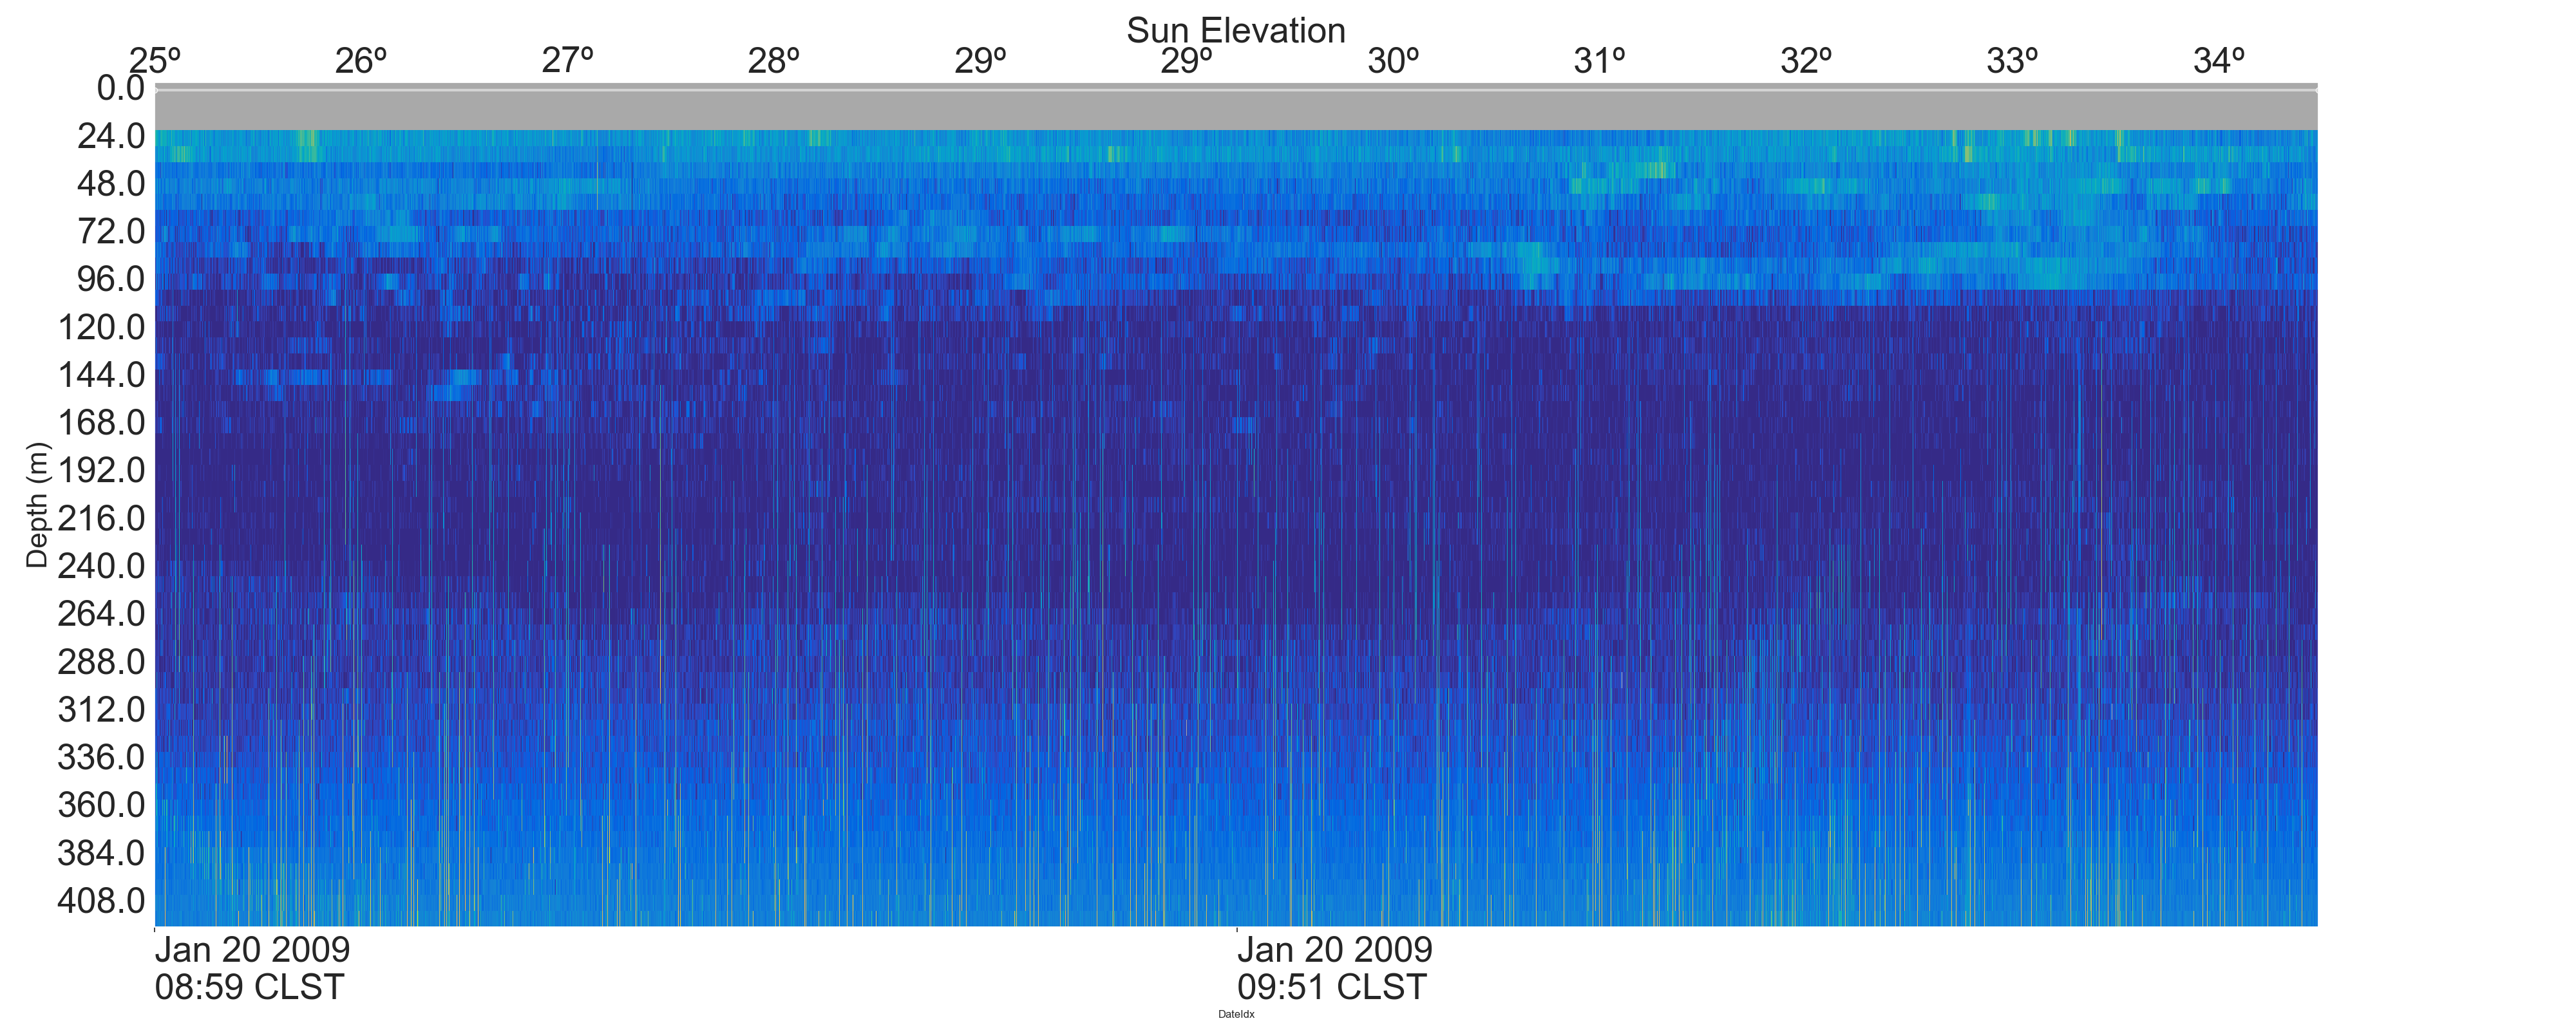 Sun Elevation
25º 26º 27º 28º 29º 29º 30º 31º 32º 33º 34º
0.0
24.0
48.0
72.0
96.0
120.0
144.0
168.0
192.0
216.0
240.0
264.0
288.0
312.0
336.0
360.0
384.0
408.0
Depth (m)
Jan 20 2009
08:59 CLST
Jan 20 2009
09:51 CLST
DateIdx